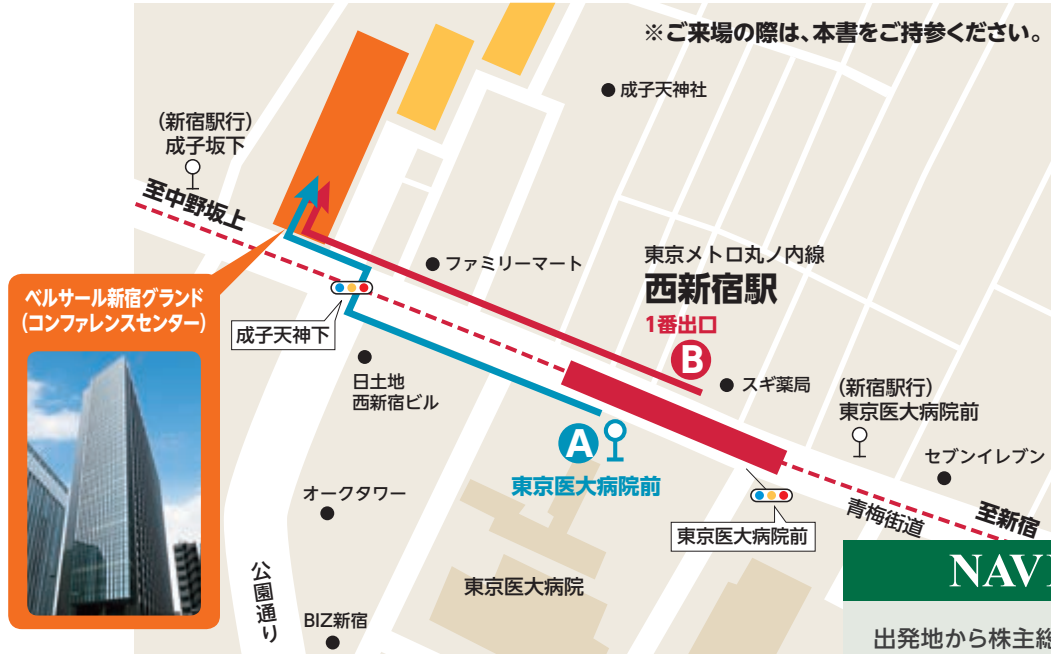 ※ご来場の際は、本書をご持参ください。
成子天神社
(新宿駅行)
成子坂下
至中野坂上
ファミリーマート
東京メトロ丸ノ内線
西新宿駅
1番出口
B
スギ薬局
(新宿駅行)
東京医大病院前
セブンイレブン
ベルサール新宿グランド
(コンファレンスセンター)
成子天神下
日土地
西新宿ビル
A
東京医大病院前
オークタワー
東京医大病院前
青梅街道
至新宿
公園通り
東京医大病院
BIZ新宿
NAV
出発地から株主総